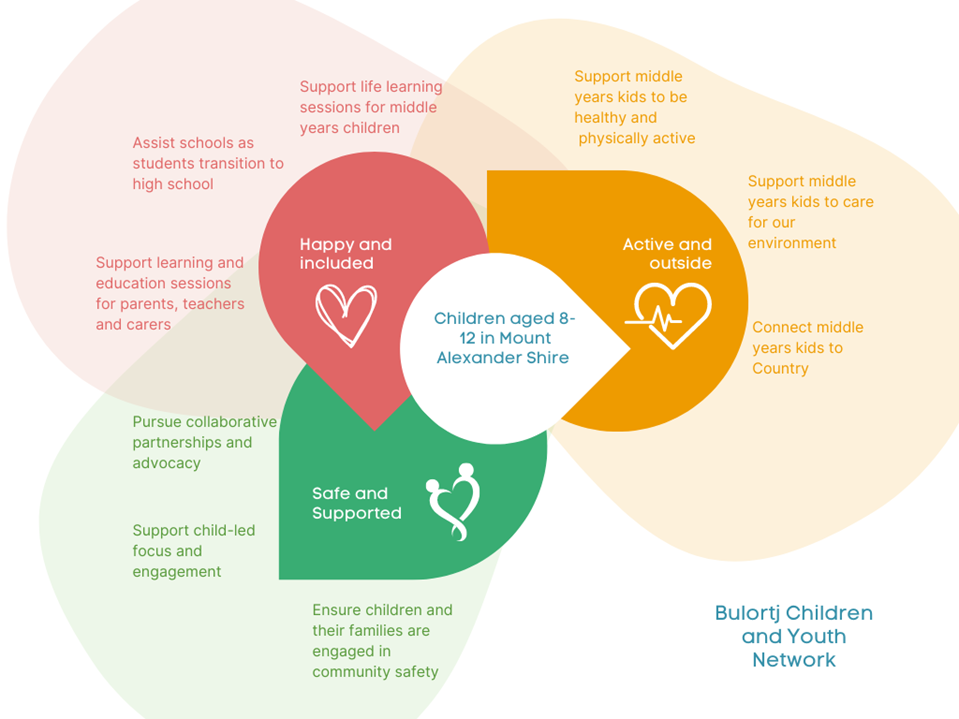 Support life learning
sessions for middle
years children
Assist schools as
students transition to
high school
Support learning and
education sessions
for parents, teachers
and carers
Happy and
included
Support middle
years kids to be
healthy and
physically active
Support middle
years kids to care
for our
environment
Connect middle
years kids to
Country
Active and
outside
Children aged 8-
12 in Mount
Alexander Shire
Pursue collaborative
partnerships and
advocacy
Support child-led
focus and
engagement
Ensure children and
their families are
engaged in
community safety
Safe and
Supported
Bulortj Children
and Youth
Network